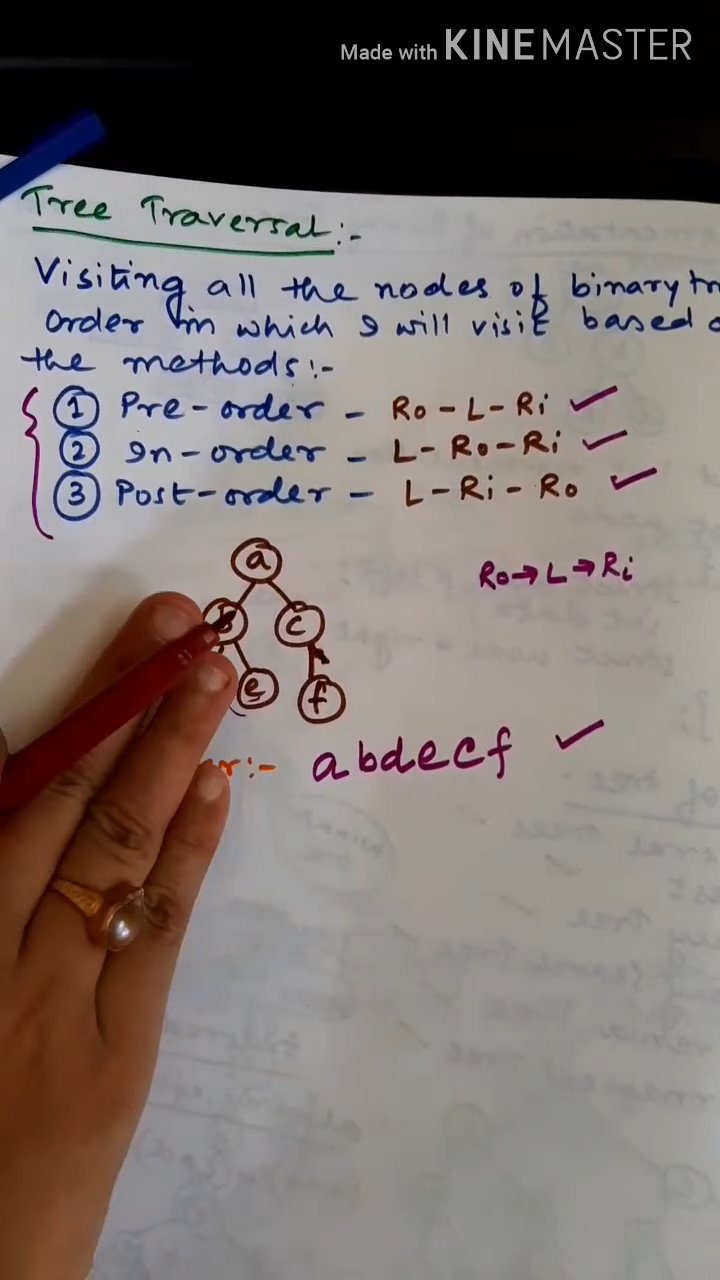 Made with KINEMASTER
Tree Traversal:-
Visiting all the nodes of binary
order in which I will visit based
the methods:-
① Pre-order - Ro-L-Ri ✓
② In-order - L-Ro-Ri ✓
③ Post-order - L-Ri-Ro ✓
a
Ro→L→Ri
B c
e f
abdecf ✓